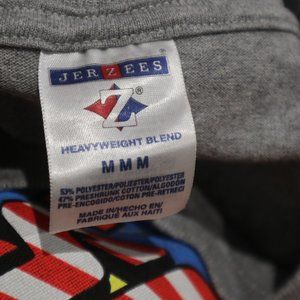 JERZEES
Z®
HEAVYWEIGHT BLEND
M M M
53% POLYESTER/POLIESTER/POLYESTER
47% PRESHRUNK COTTON/ALGODÓN
PRE-ENCOGIDO/COTON PRE-RETRECI
MADE IN/HECHO EN/
FABRIQUE AUX HAITI